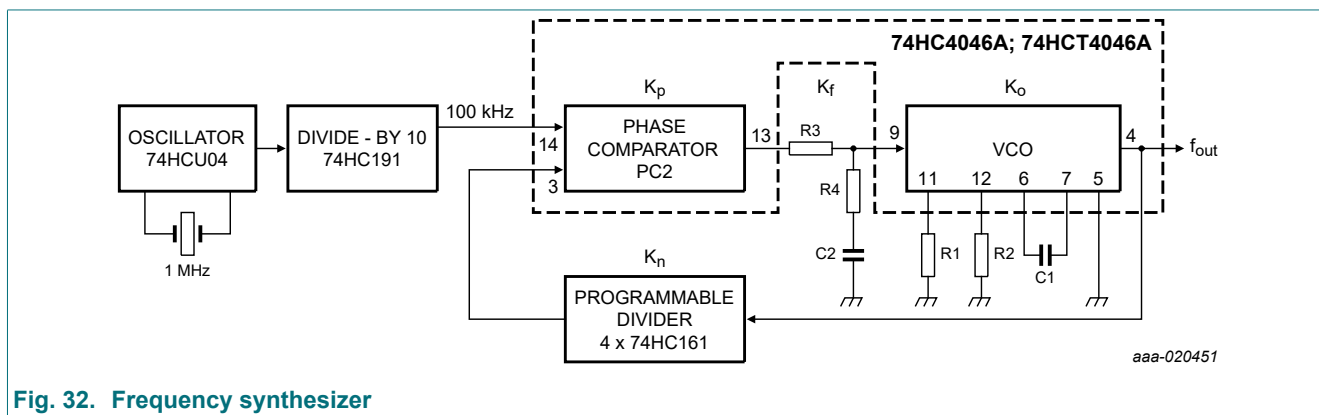 74HC4046A; 74HCT4046A
Kp
Kf
Ko
100 kHz
OSCILLATOR
74HCU04
DIVIDE - BY 10
74HC191
14
3
PHASE
COMPARATOR
PC2
13
R3
9
VCO
4
fout
11
12
6
7
5
R4
C2
R1
R2
C1
1 MHz
Kn
PROGRAMMABLE
DIVIDER
4 x 74HC161
aaa-020451
Fig. 32. Frequency synthesizer